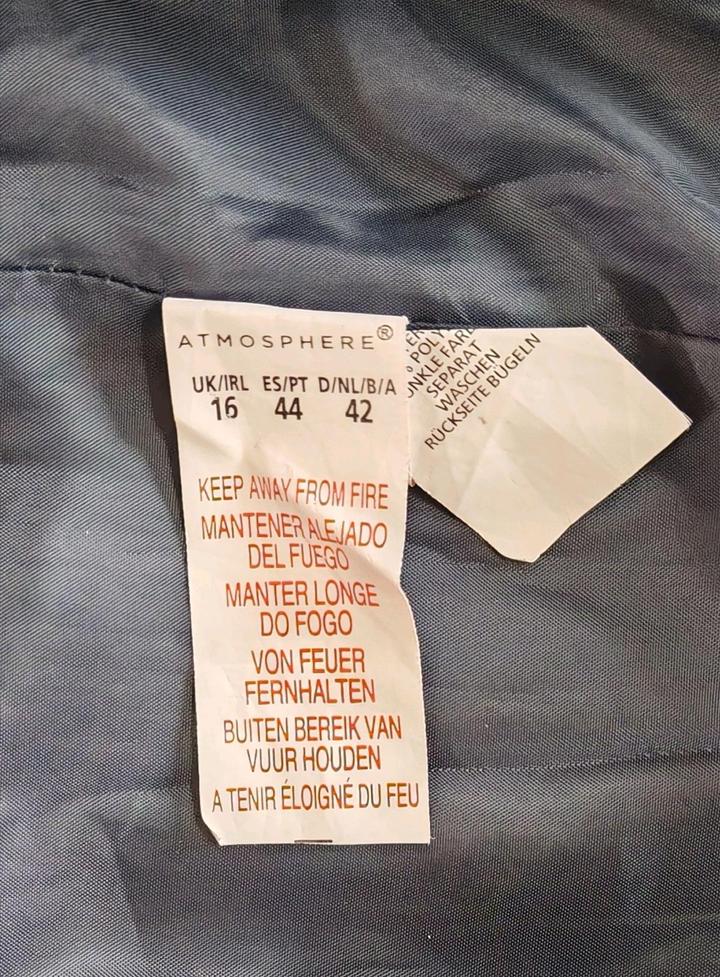 ATMOSPHERE®
UK/IRL ES/PT D/NL/B/A
16 44 42
KEEP AWAY FROM FIRE
MANTENER ALEJADO
DEL FUEGO
MANTER LONGE
DO FOGO
VON FEUER
FERNHALTEN
BUITEN BEREIK VAN
VUUR HOUDEN
A TENIR ÉLOIGNÉ DU FEU
SEPARAT
WASCHEN
RÜCKSEITE BÜGELN